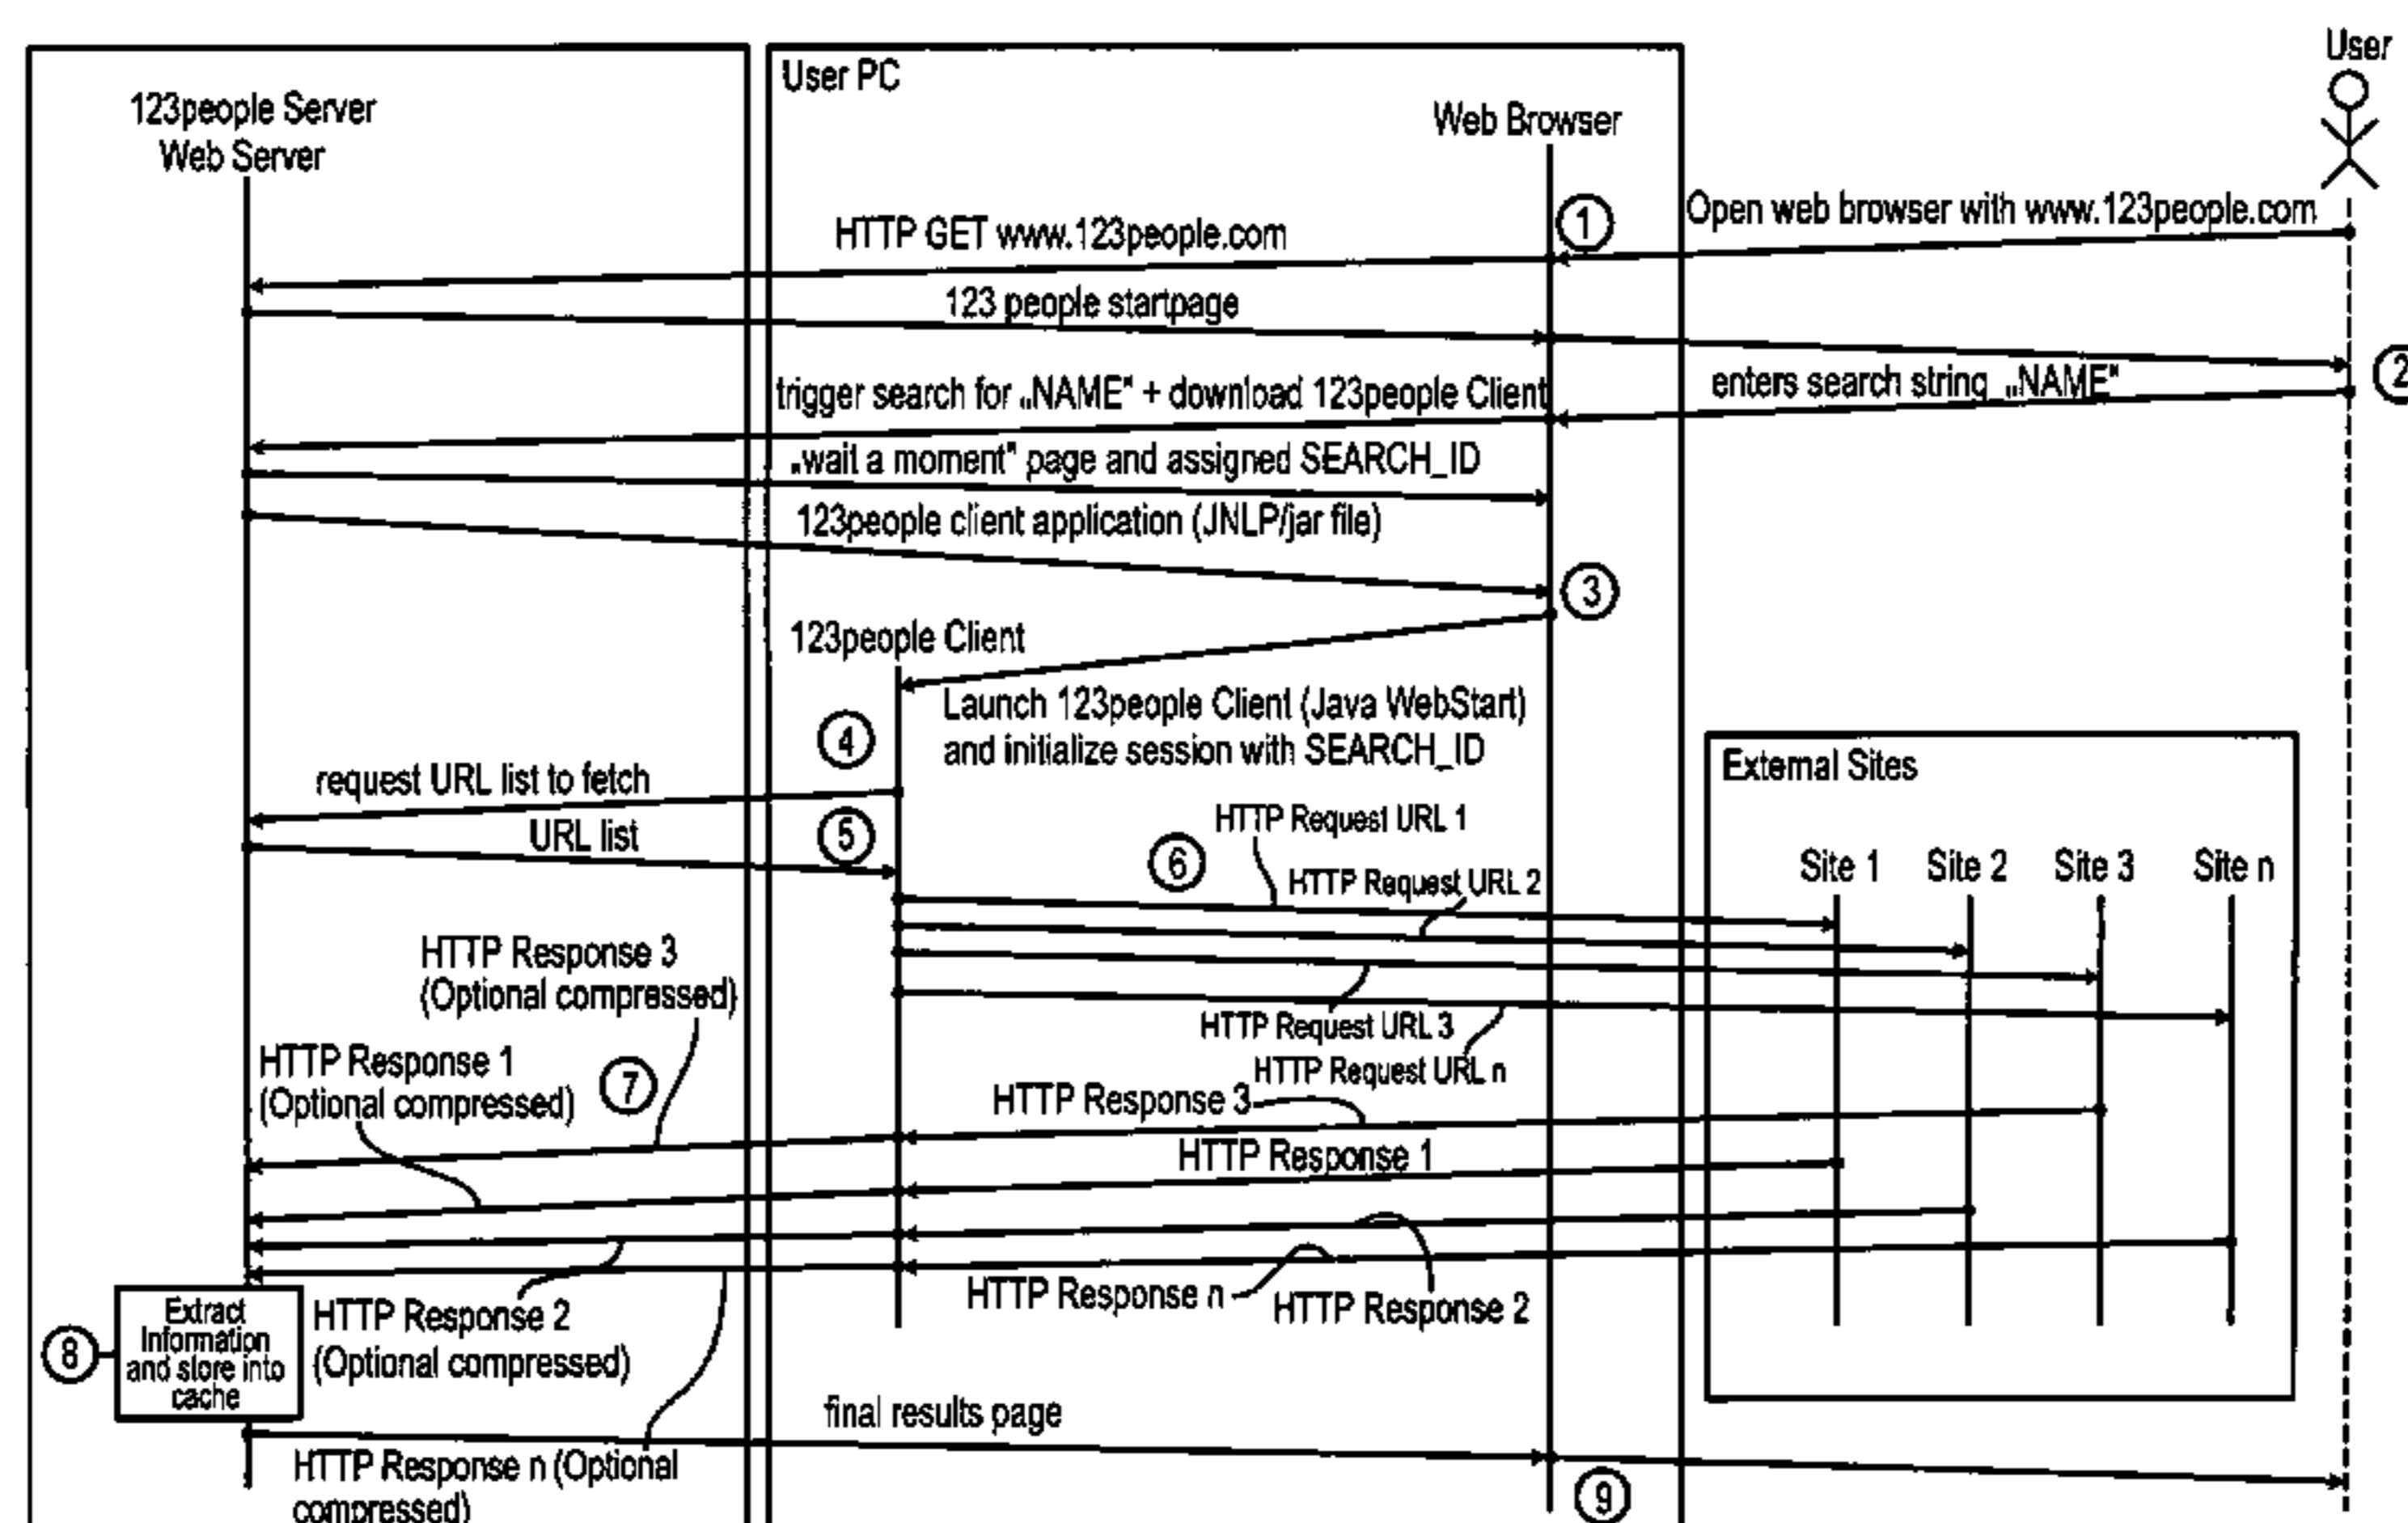 User
User PC
123people Server
Web Server
Web Browser
1
Open web browser with www.123people.com
HTTP GET www.123people.com
123 people startpage
2
enters search string „NAME"
trigger search for „NAME" + download 123people Client
„wait a moment" page and assigned SEARCH_ID
123people client application (JNLP/jar file)
3
123people Client
Launch 123people Client (Java WebStart)
and initialize session with SEARCH_ID
4
External Sites
request URL list to fetch
URL list
5
HTTP Request URL 1
6
HTTP Request URL 2
Site 1
Site 2
Site 3
Site n
HTTP Response 3
(Optional compressed)
HTTP Request URL 3
HTTP Request URL n
HTTP Response 1
(Optional compressed)
7
HTTP Response 3
HTTP Response 1
HTTP Response n
HTTP Response 2
8
Extract
Information
and store into
cache
HTTP Response 2
(Optional compressed)
final results page
HTTP Response n (Optional
compressed)
9